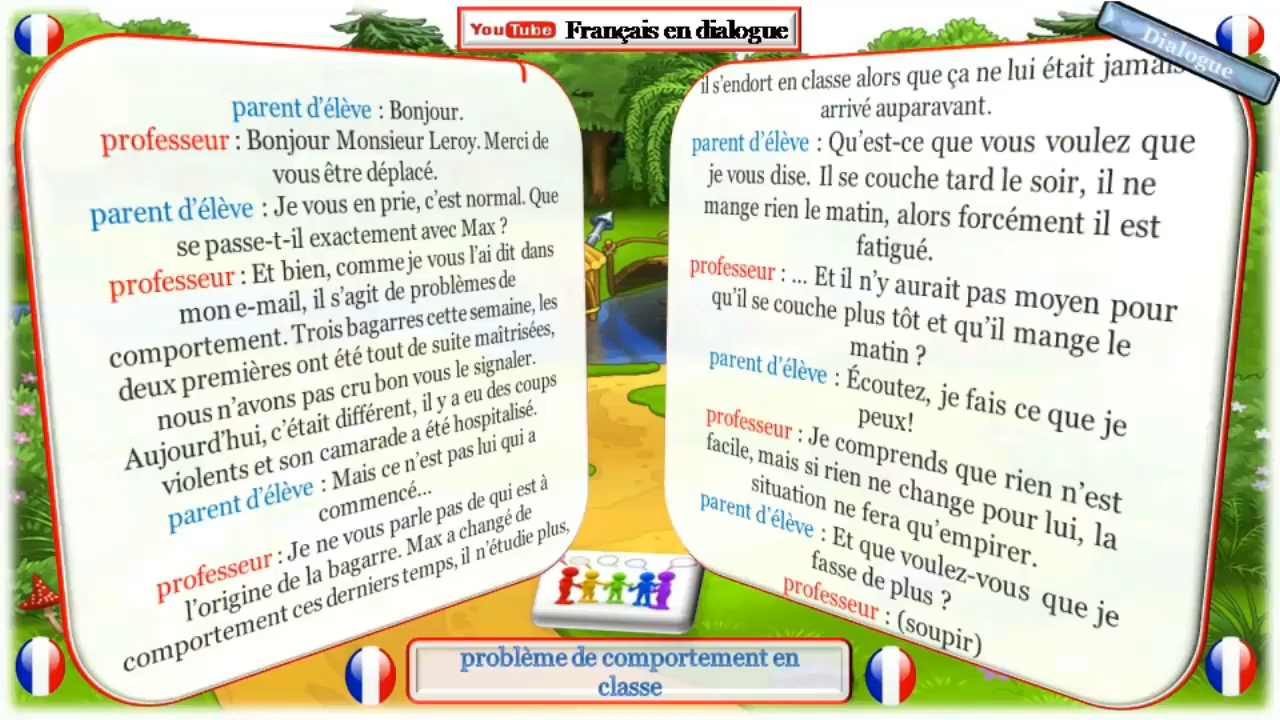 YouTube Français en dialogue
Dialogue
parent d'élève : Bonjour.
professeur : Bonjour Monsieur Leroy. Merci de
vous être déplacé.
parent d'élève : Je vous en prie, c'est normal. Que
se passe-t-il exactement avec Max ?
professeur : Et bien, comme je vous l'ai dit dans
mon e-mail, il s'agit de problèmes de
comportement. Trois bagarres cette semaine, les
deux premières ont été tout de suite maîtrisées,
nous n'avons pas cru bon vous le signaler.
Aujourd'hui, c'était différent, il y a eu des coups
violents et son camarade a été hospitalisé.
parent d'élève : Mais ce n'est pas lui qui a
commencé...
professeur : Je ne vous parle pas de qui est à
l'origine de la bagarre. Max a changé de
comportement ces derniers temps, il n'étudie plus,
il s'endort en classe alors que ça ne lui était jamais
arrivé auparavant.
parent d'élève : Qu'est-ce que vous voulez que
je vous dise. Il se couche tard le soir, il ne
mange rien le matin, alors forcément il est
fatigué.
professeur : ... Et il n'y aurait pas moyen pour
qu'il se couche plus tôt et qu'il mange le
matin ?
parent d'élève : Écoutez, je fais ce que je
peux!
professeur : Je comprends que rien n'est
facile, mais si rien ne change pour lui, la
situation ne fera qu'empirer.
parent d'élève : Et que voulez-vous que je
fasse de plus ?
professeur : (soupir)
problème de comportement en
classe